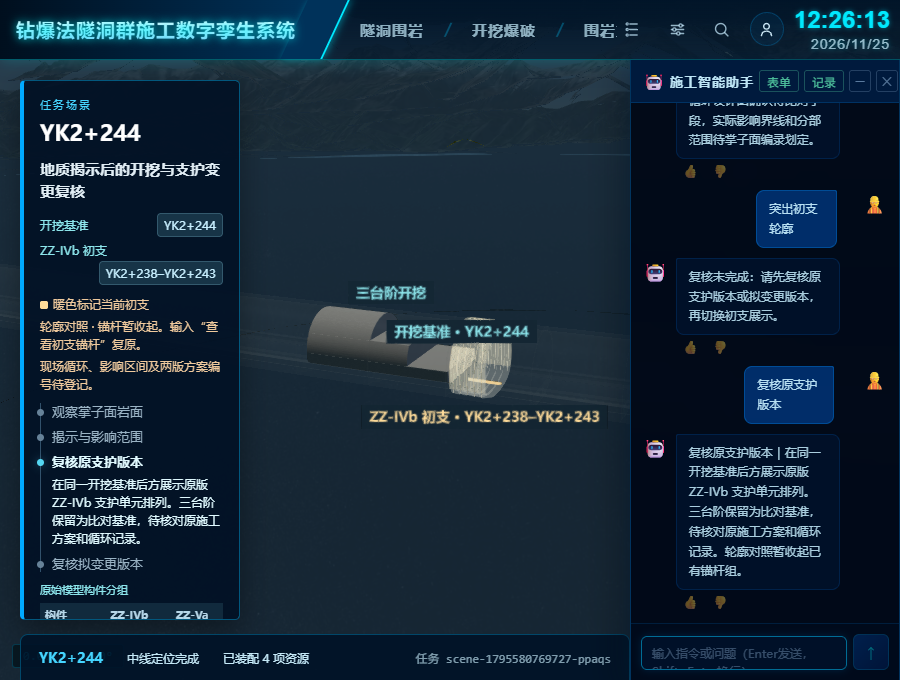 钻爆法隧洞群施工数字孪生系统
隧洞围岩 / 开挖爆破 / 围岩
12:26:13
2026/11/25
任务场景
YK2+244
地质揭示后的开挖与支护变
更复核
开挖基准 YK2+244
ZZ-IVb 初支
YK2+238–YK2+243
暖色标记当前初支
轮廓对照 · 锚杆暂收起。输入“查
看初支锚杆”复原。
现场循环、影响区间及两版方案编
号待登记。
观察掌子面岩面
揭示与影响范围
复核原支护版本
在同一开挖基准后方展示原版
ZZ-IVb 支护单元排列。三台阶
保留为比对基准，待核对原施工
方案和循环记录。
复核拟变更版本
原始模型构件分组
构件 ZZ-IVb ZZ-Va
三台阶开挖
开挖基准 · YK2+244
ZZ-IVb 初支 · YK2+238–YK2+243
YK2+244 中线定位完成 已装配 4 项资源 任务 scene-1795580769727-ppaqs
施工智能助手 表单 记录
段，实际影响界线和分部
范围待掌子面编录划定。
突出初支
轮廓
复核未完成：请先复核原
支护版本或拟变更版本，
再切换初支展示。
复核原支护
版本
复核原支护版本 | 在同一
开挖基准后方展示原版
ZZ-IVb 支护单元排列。
三台阶保留为比对基准，
待核对原施工方案和循环
记录。轮廓对照暂收起已
有锚杆组。
输入指令或问题（Enter发送，